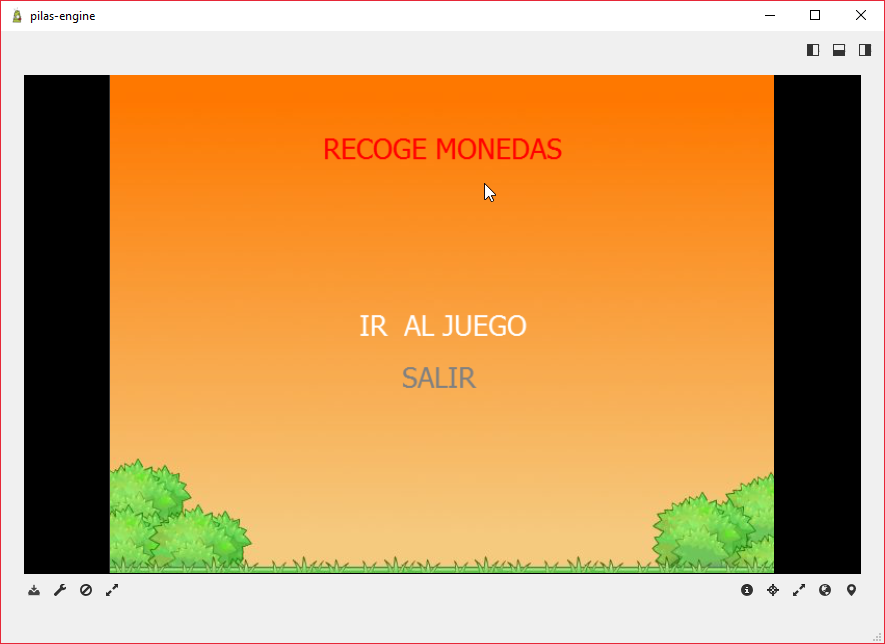 pilas-engine
RECOGE MONEDAS
IR AL JUEGO
SALIR